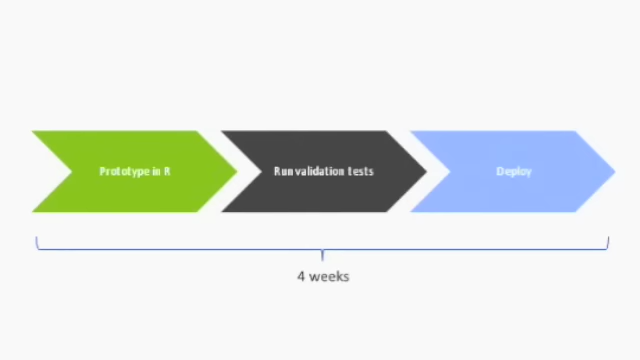 Prototype in R
Run validation tests
Deploy
4 weeks